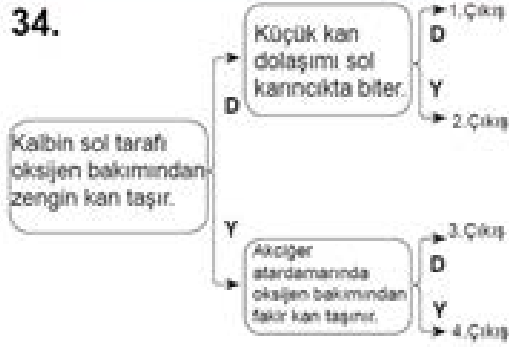 34.
Kalbin sol tarafı
oksijen bakımından
zengin kan taşır.
D
Küçük kan
dolaşımı sol
karıncıkta biter.
D
1.Çıkış
Y
2.Çıkış
Y
Akciğer
atardamarında
oksijen bakımından
fakir kan taşınır.
D
3.Çıkış
Y
4.Çıkış